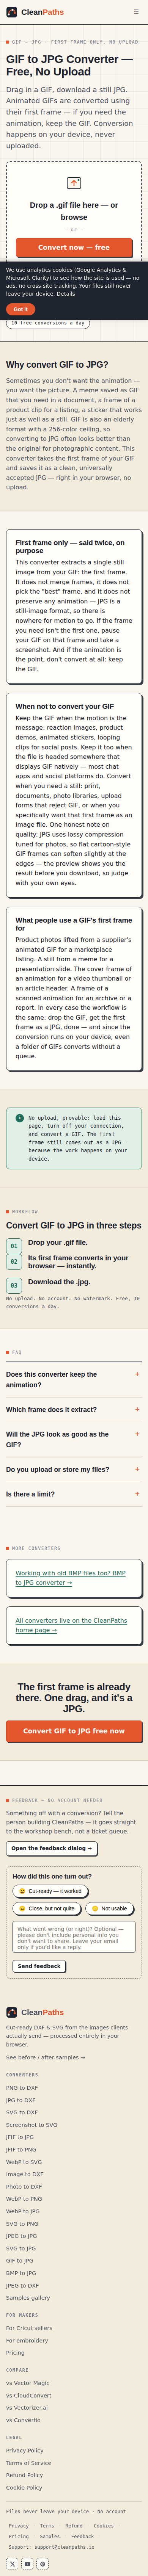 CleanPaths
GIF → JPG · FIRST FRAME ONLY, NO UPLOAD
GIF to JPG Converter —
Free, No Upload
Drag in a GIF, download a still JPG.
Animated GIFs are converted using
their first frame only — if you need the
animation, keep the GIF. Conversion
happens on your device, never
uploaded.
Drop a .gif file here — or
browse
— or —
Convert now — free
We use analytics cookies (Google Analytics &
Microsoft Clarity) to see how the site is used — no
ads, no cross-site tracking. Your files still never
leave your device. Details
Got it
10 free conversions a day
Why convert GIF to JPG?
Sometimes you don't want the animation —
you want the picture. A meme saved as GIF
that you need in a document, a frame of a
product GIF for a listing, a sticker that works
just as well as a still. GIF is also an elderly
format with a 256-color ceiling, so
converting to JPG often looks better than
the original for photographic content. This
converter takes the first frame of your GIF
and saves it as a clean, universally
accepted JPG — right in your browser, no
upload.
First frame only — said twice, on
purpose
This converter extracts a single still
image from your GIF: the first frame.
It does not merge frames, it does not
pick the "best" frame, and it does not
preserve any animation — JPG is a
still-image format, so there is
nowhere for motion to go. If the frame
you need isn't the first one, pause
your GIF on that frame and take a
screenshot. And if the animation is
the point, don't convert at all: keep
the GIF.
When not to convert your GIF
Keep the GIF when the motion is the
message: reaction images, product
demos, animated stickers, looping
clips for social posts. Keep it too when
the file is headed somewhere that
displays GIF natively — most chat
apps and social platforms do. Convert
when you need a still: print,
documents, photo libraries, upload
forms that reject GIF, or when you
specifically want that first frame as an
image. One honest note on
quality: JPG uses lossy compression
tuned for photos, so flat cartoon-style
GIF frames can soften slightly at the
edges — the preview shows you the
result before you download, so judge
with your own eyes.
What people use a GIF's first frame
for
Product photos lifted from a supplier's
animated GIF for a marketplace
listing. A still from a meme for a
presentation. The cover frame of an
animation for a video thumbnail or
an article header. A frame of a
scanned animation for an archive or a
report. In every case the workflow is
the same: drop the GIF, get the first
frame as a JPG, done — and since the
conversion runs on your device, even
a folder of GIFs converts without a
queue.
No upload, provable: load this
page, turn off your connection,
and convert a GIF. The first
frame still comes out as a JPG —
because the work happens on your
device.
WORKFLOW
Convert GIF to JPG in three steps
01
Drop your .gif file.
02
Its first frame converts in your
browser — instantly.
03
Download the .jpg.
No upload. No account. No watermark. Free, 10
conversions a day.
FAQ
Does this converter keep the
animation?
+
Which frame does it extract?
+
Will the JPG look as good as the
GIF?
+
Do you upload or store my files?
+
Is there a limit?
+
MORE CONVERTERS
Working with old BMP files too? BMP
to JPG converter →
All converters live on the CleanPaths
home page →
The first frame is already
there. One drag, and it's a
JPG.
Convert GIF to JPG free now
FEEDBACK — NO ACCOUNT NEEDED
Something off with a conversion? Tell the
person building CleanPaths — it goes straight
to the workshop bench, not a ticket queue.
Open the feedback dialog →
How did this one turn out?
Cut-ready — it worked
Close, but not quite
Not usable
What went wrong (or right)? Optional —
please don't include personal info you
don't want to share. Leave your email
only if you'd like a reply.
Send feedback
CleanPaths
Cut-ready DXF & SVG from the images clients
actually send — processed entirely in your
browser.
See before / after samples →
CONVERTERS
PNG to DXF
JPG to DXF
SVG to DXF
Screenshot to SVG
JFIF to JPG
JFIF to PNG
WebP to SVG
Image to DXF
Photo to DXF
WebP to PNG
WebP to JPG
SVG to PNG
JPEG to JPG
SVG to JPG
GIF to JPG
BMP to JPG
JPEG to DXF
Samples gallery
FOR MAKERS
For Cricut sellers
For embroidery
Pricing
COMPARE
vs Vector Magic
vs CloudConvert
vs Vectorizer.ai
vs Convertio
LEGAL
Privacy Policy
Terms of Service
Refund Policy
Cookie Policy
Files never leave your device · No account
Privacy Terms Refund Cookies
Pricing Samples Feedback
Support: support@cleanpaths.io